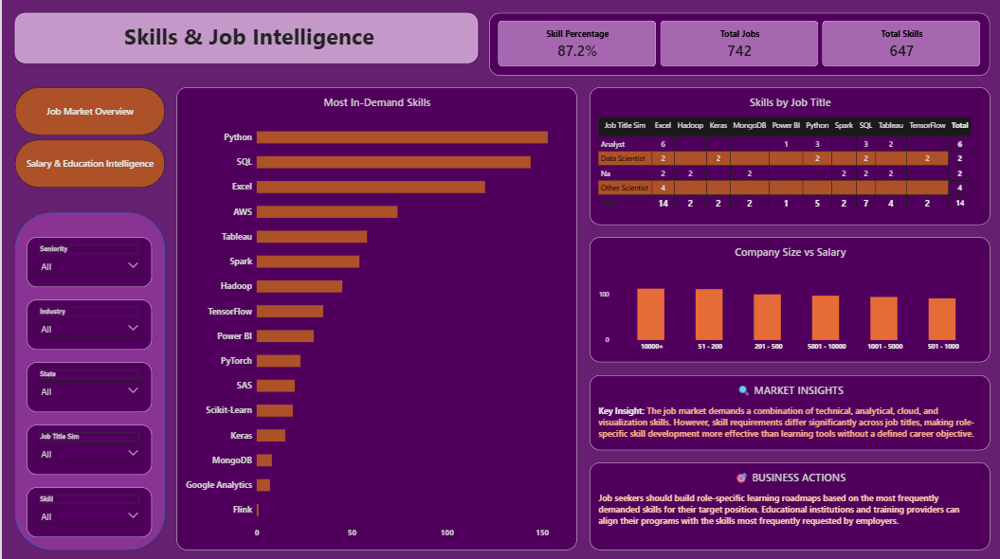 Skills & Job Intelligence
Skill Percentage
87.2%
Total Jobs
742
Total Skills
647
Job Market Overview
Salary & Education Intelligence
Seniority
All
Industry
All
State
All
Job Title Sim
All
Skill
All
Most In-Demand Skills
Python
SQL
Excel
AWS
Tableau
Spark
Hadoop
TensorFlow
Power BI
PyTorch
SAS
Scikit-Learn
Keras
MongoDB
Google Analytics
Flink
0 50 100 150
Skills by Job Title
Job Title Sim Excel Hadoop Keras MongoDB Power BI Python Spark SQL Tableau TensorFlow Total
Analyst 6 1 3 3 2 6
Data Scientist 2 2 2 2 2 2
Na 2 2 2 2 2 2 2
Other Scientist 4 4
14 2 2 2 1 5 2 7 4 2 14
Company Size vs Salary
100
0
10000+ 51 - 200 201 - 500 5001 - 10000 1001 - 5000 501 - 1000
🔍 MARKET INSIGHTS
Key Insight: The job market demands a combination of technical, analytical, cloud, and
visualization skills. However, skill requirements differ significantly across job titles, making role-
specific skill development more effective than learning tools without a defined career objective.
🎯 BUSINESS ACTIONS
Job seekers should build role-specific learning roadmaps based on the most frequently
demanded skills for their target position. Educational institutions and training providers can
align their programs with the skills most frequently requested by employers.